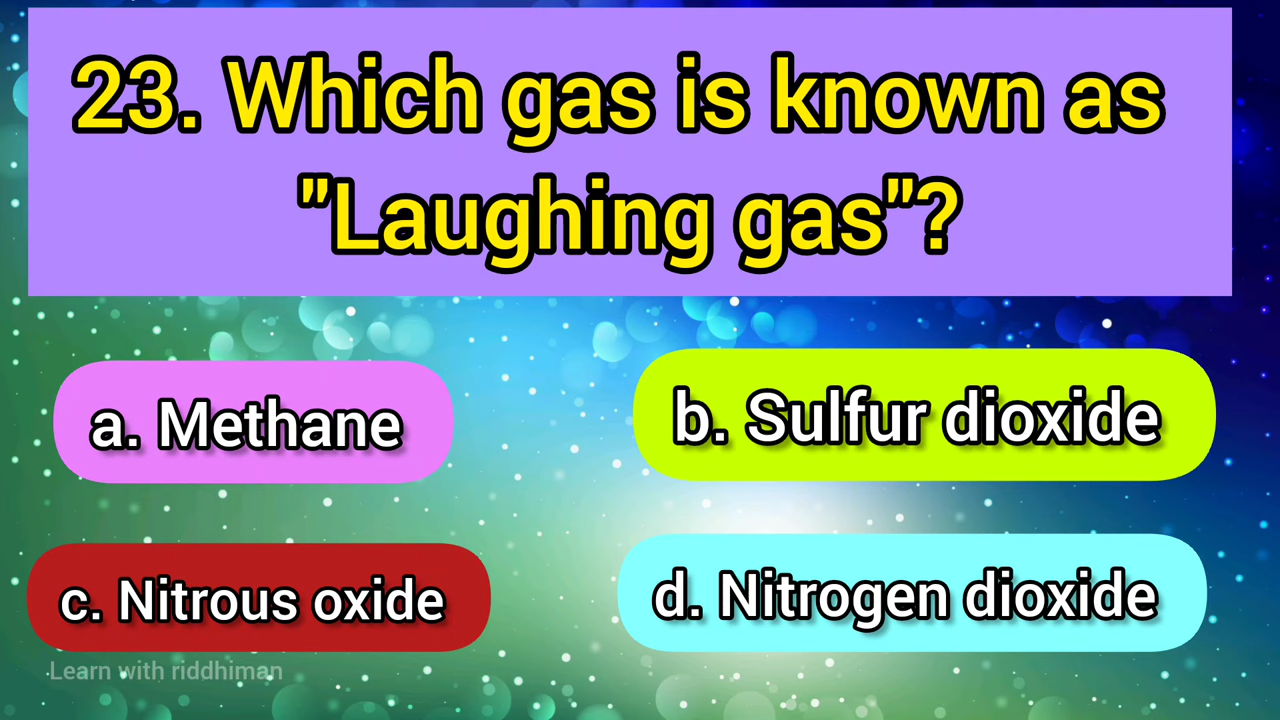 23. Which gas is known as
"Laughing gas"?
a. Methane
b. Sulfur dioxide
c. Nitrous oxide
d. Nitrogen dioxide
Learn with riddhiman